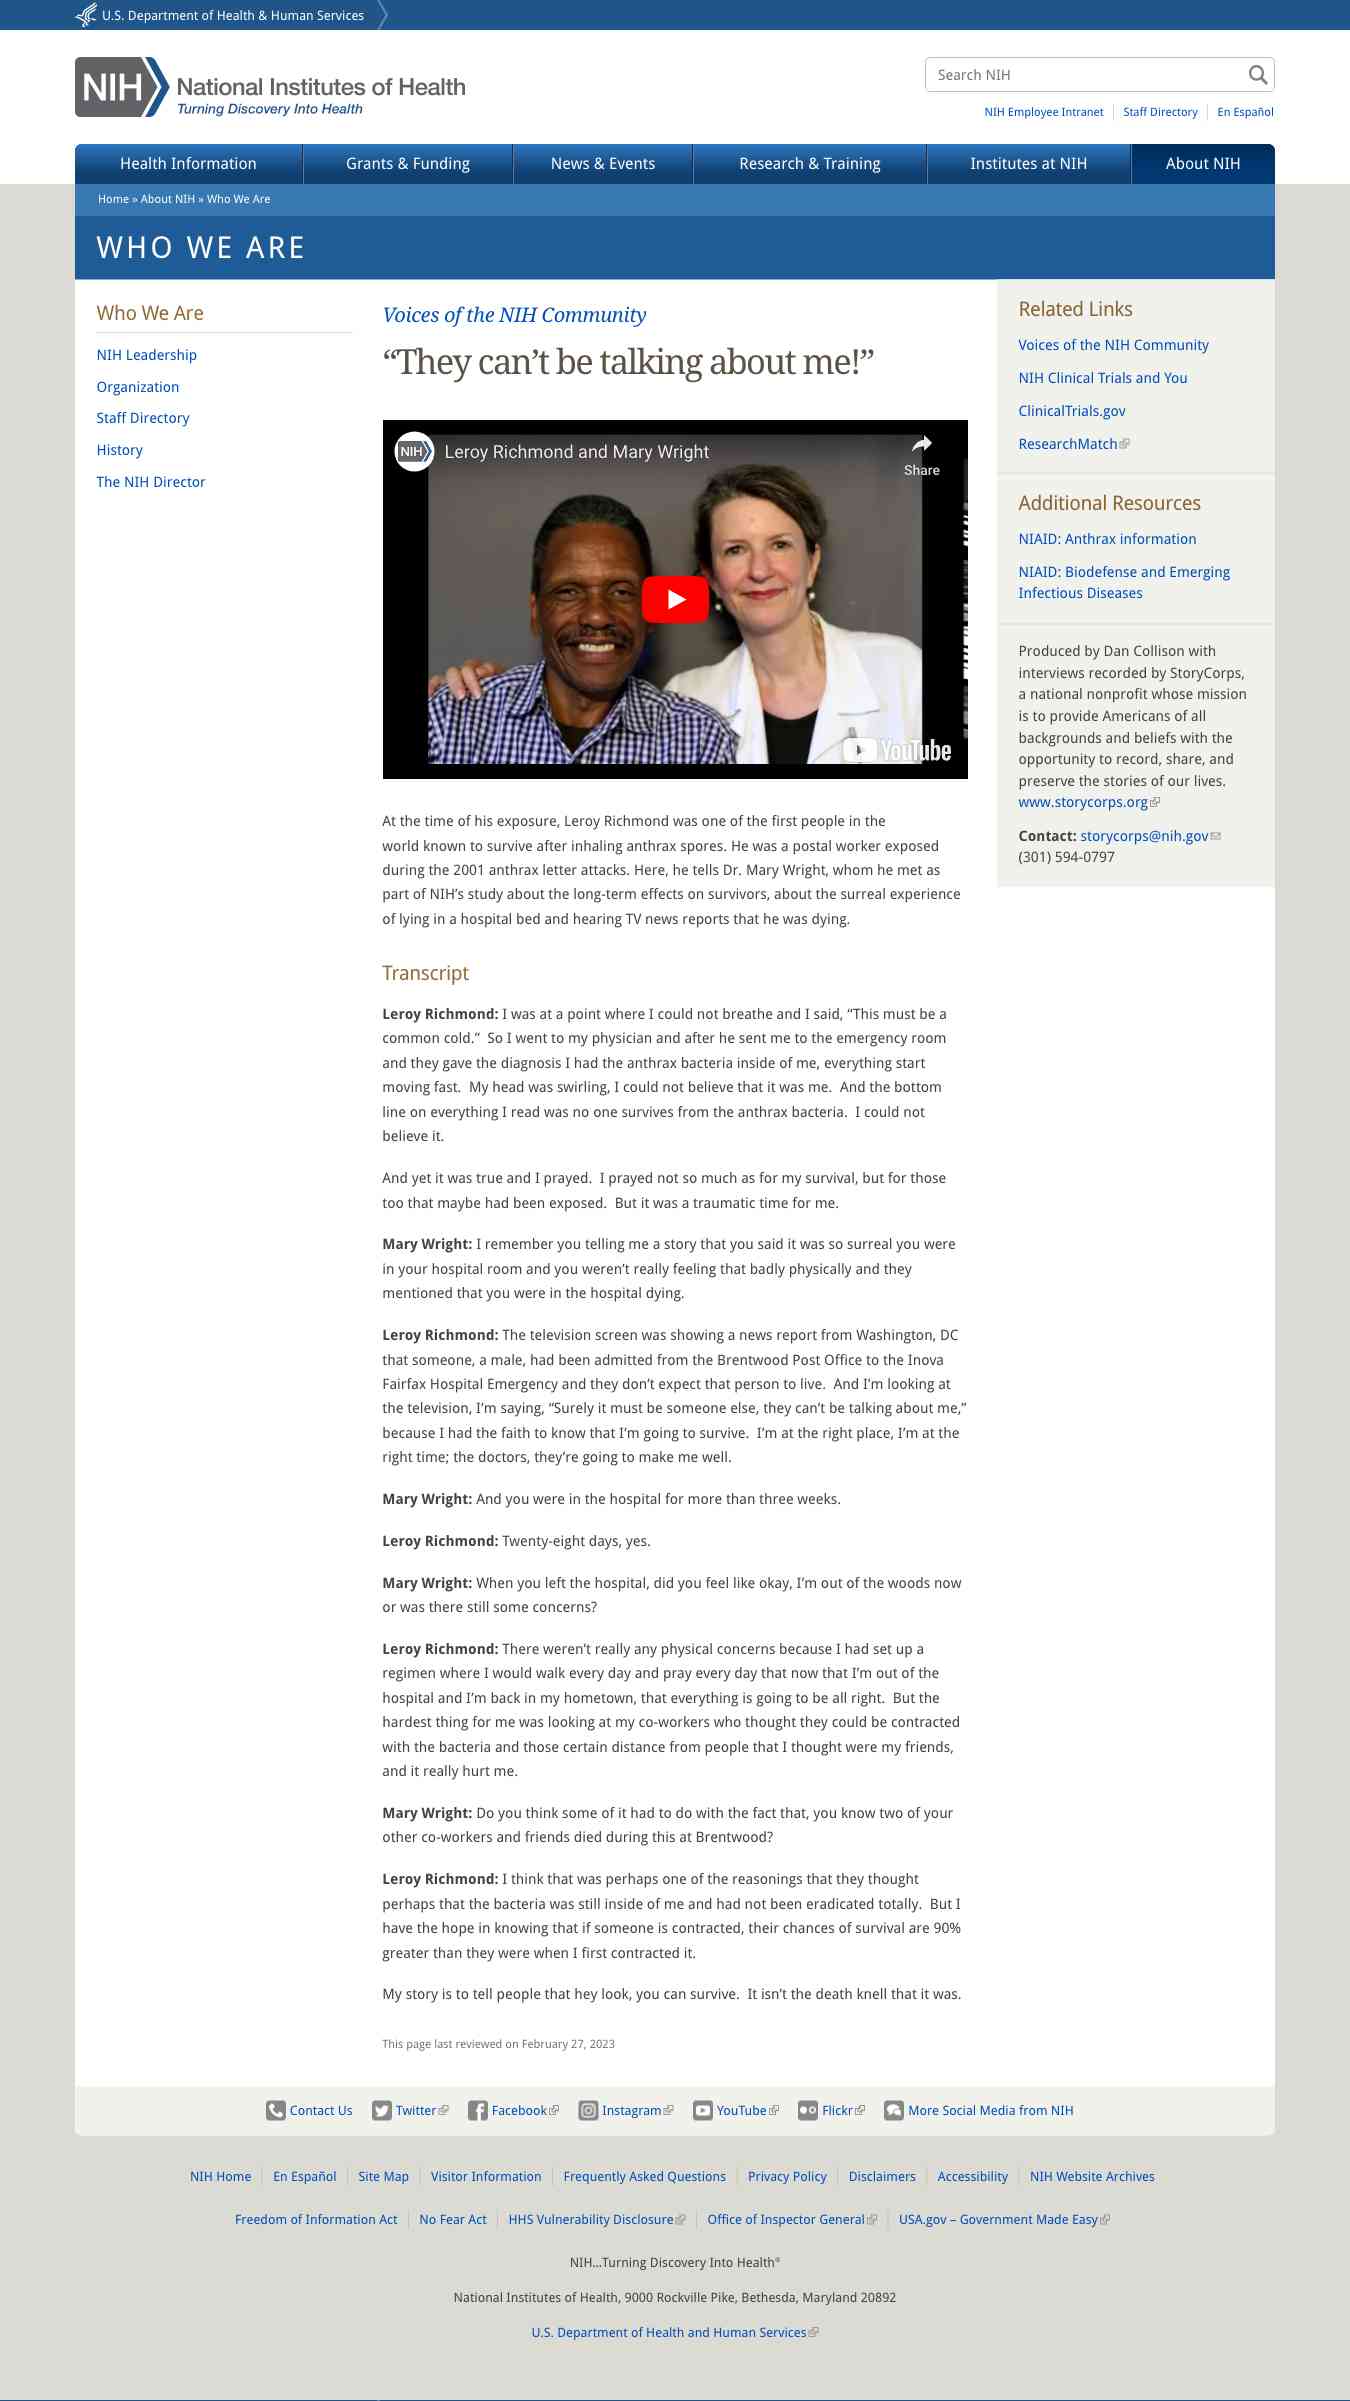 U.S. Department of Health & Human Services
NIH National Institutes of Health
Turning Discovery Into Health
Search NIH
NIH Employee Intranet Staff Directory En Español
Health Information Grants & Funding News & Events Research & Training Institutes at NIH About NIH
Home » About NIH » Who We Are
WHO WE ARE
Who We Are
NIH Leadership
Organization
Staff Directory
History
The NIH Director
Voices of the NIH Community
“They can’t be talking about me!”
NIH Leroy Richmond and Mary Wright
Share
YouTube
At the time of his exposure, Leroy Richmond was one of the first people in the
world known to survive after inhaling anthrax spores. He was a postal worker exposed
during the 2001 anthrax letter attacks. Here, he tells Dr. Mary Wright, whom he met as
part of NIH’s study about the long-term effects on survivors, about the surreal experience
of lying in a hospital bed and hearing TV news reports that he was dying.
Transcript
Leroy Richmond: I was at a point where I could not breathe and I said, “This must be a
common cold.”  So I went to my physician and after he sent me to the emergency room
and they gave the diagnosis I had the anthrax bacteria inside of me, everything start
moving fast.  My head was swirling, I could not believe that it was me.  And the bottom
line on everything I read was no one survives from the anthrax bacteria.  I could not
believe it.
And yet it was true and I prayed.  I prayed not so much as for my survival, but for those
too that maybe had been exposed.  But it was a traumatic time for me.
Mary Wright: I remember you telling me a story that you said it was so surreal you were
in your hospital room and you weren’t really feeling that badly physically and they
mentioned that you were in the hospital dying.
Leroy Richmond: The television screen was showing a news report from Washington, DC
that someone, a male, had been admitted from the Brentwood Post Office to the Inova
Fairfax Hospital Emergency and they don’t expect that person to live.  And I’m looking at
the television, I’m saying, “Surely it must be someone else, they can’t be talking about me,”
because I had the faith to know that I’m going to survive.  I’m at the right place, I’m at the
right time; the doctors, they’re going to make me well.
Mary Wright: And you were in the hospital for more than three weeks.
Leroy Richmond: Twenty-eight days, yes.
Mary Wright: When you left the hospital, did you feel like okay, I’m out of the woods now
or was there still some concerns?
Leroy Richmond: There weren’t really any physical concerns because I had set up a
regimen where I would walk every day and pray every day that now that I’m out of the
hospital and I’m back in my hometown, that everything is going to be all right.  But the
hardest thing for me was looking at my co-workers who thought they could be contracted
with the bacteria and those certain distance from people that I thought were my friends,
and it really hurt me.
Mary Wright: Do you think some of it had to do with the fact that, you know two of your
other co-workers and friends died during this at Brentwood?
Leroy Richmond: I think that was perhaps one of the reasonings that they thought
perhaps that the bacteria was still inside of me and had not been eradicated totally.  But I
have the hope in knowing that if someone is contracted, their chances of survival are 90%
greater than they were when I first contracted it.
My story is to tell people that hey look, you can survive.  It isn’t the death knell that it was.
This page last reviewed on February 27, 2023
Related Links
Voices of the NIH Community
NIH Clinical Trials and You
ClinicalTrials.gov
ResearchMatch
Additional Resources
NIAID: Anthrax information
NIAID: Biodefense and Emerging
Infectious Diseases
Produced by Dan Collison with
interviews recorded by StoryCorps,
a national nonprofit whose mission
is to provide Americans of all
backgrounds and beliefs with the
opportunity to record, share, and
preserve the stories of our lives.
www.storycorps.org
Contact: storycorps@nih.gov
(301) 594-0797
Contact Us Twitter Facebook Instagram YouTube Flickr More Social Media from NIH
NIH Home En Español Site Map Visitor Information Frequently Asked Questions Privacy Policy Disclaimers Accessibility NIH Website Archives
Freedom of Information Act No Fear Act HHS Vulnerability Disclosure Office of Inspector General USA.gov – Government Made Easy
NIH…Turning Discovery Into Health®
National Institutes of Health, 9000 Rockville Pike, Bethesda, Maryland 20892
U.S. Department of Health and Human Services